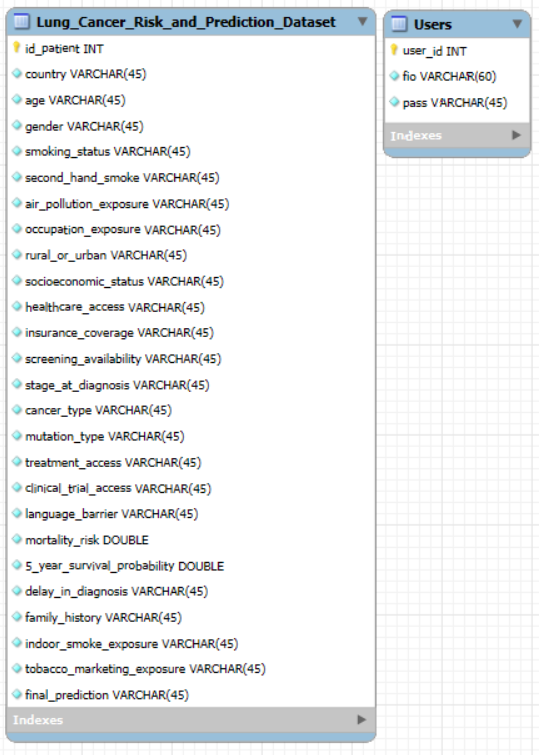 Lung_Cancer_Risk_and_Prediction_Dataset
id_patient INT
country VARCHAR(45)
age VARCHAR(45)
gender VARCHAR(45)
smoking_status VARCHAR(45)
second_hand_smoke VARCHAR(45)
air_pollution_exposure VARCHAR(45)
occupation_exposure VARCHAR(45)
rural_or_urban VARCHAR(45)
socioeconomic_status VARCHAR(45)
healthcare_access VARCHAR(45)
insurance_coverage VARCHAR(45)
screening_availability VARCHAR(45)
stage_at_diagnosis VARCHAR(45)
cancer_type VARCHAR(45)
mutation_type VARCHAR(45)
treatment_access VARCHAR(45)
clinical_trial_access VARCHAR(45)
language_barrier VARCHAR(45)
mortality_risk DOUBLE
5_year_survival_probability DOUBLE
delay_in_diagnosis VARCHAR(45)
family_history VARCHAR(45)
indoor_smoke_exposure VARCHAR(45)
tobacco_marketing_exposure VARCHAR(45)
final_prediction VARCHAR(45)
Indexes
Users
user_id INT
fio VARCHAR(60)
pass VARCHAR(45)
Indexes